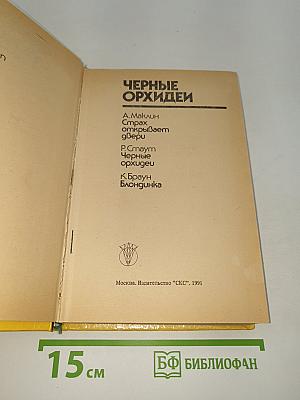 ЧЕРНЫЕ
ОРХИДЕИ
А. Маклин
Страх
открывает
двери
Р. Стаут
Черные
орхидеи
К. Браун
Блондинка
Москва. Издательство "СКС". 1991
15 см
БФ БИБЛИОФАН